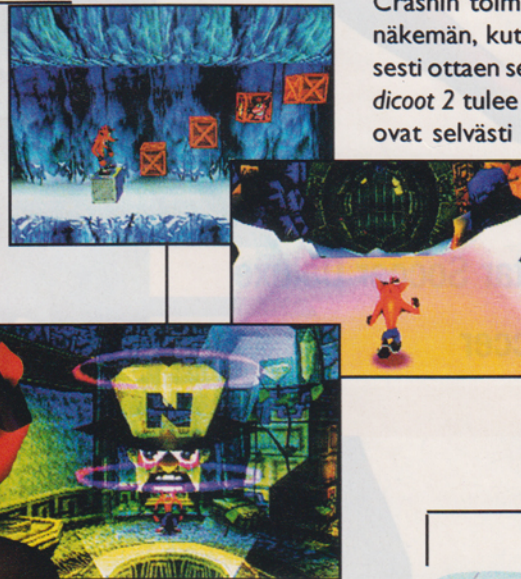 Crashin toim
näkemän, kut
sesti ottaen se
dicoot 2 tulee
ovat selvästi
N